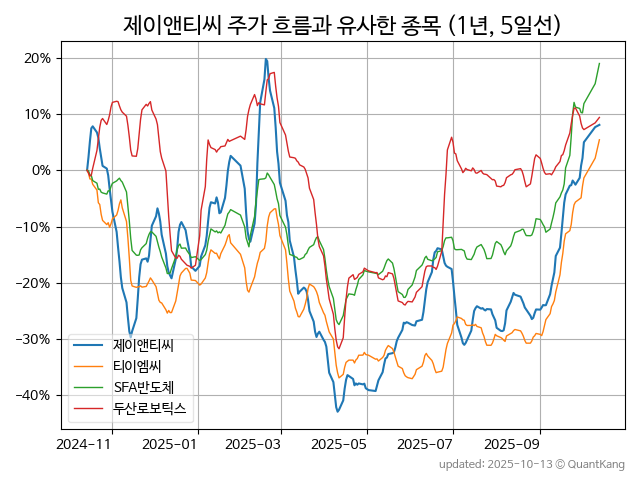 제이앤티씨 주가 흐름과 유사한 종목 (1년, 5일선)
20%
10%
0%
-10%
-20%
-30%
-40%
제이앤티씨
티이엠씨
SFA반도체
두산로보틱스
2024-11
2025-01
2025-03
2025-05
2025-07
2025-09
updated: 2025-10-13 © QuantKang